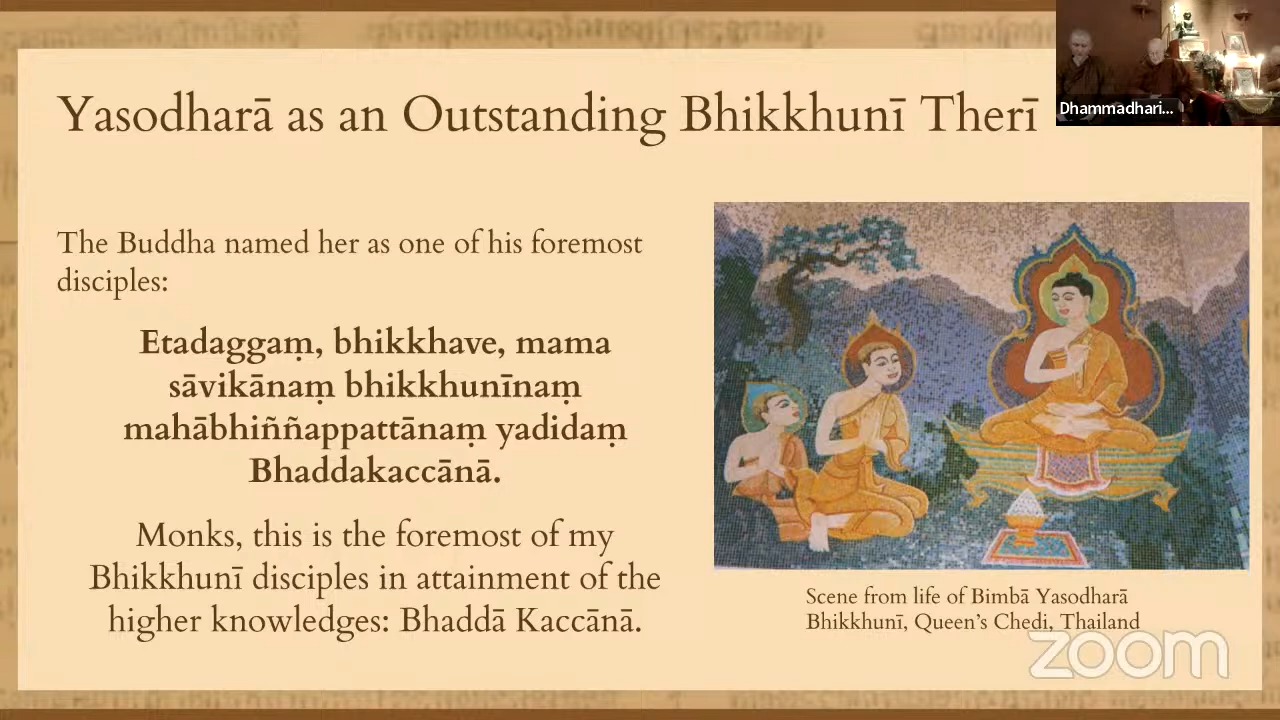 Yasodharā as an Outstanding Bhikkhunī Therī
Dhammadhari...
The Buddha named her as one of his foremost
disciples:
Etadaggaṃ, bhikkhave, mama
sāvikānaṃ bhikkhunīnaṃ
mahābhiññappattānaṃ yadidaṃ
Bhaddakaccānā.
Monks, this is the foremost of my
Bhikkhunī disciples in attainment of the
higher knowledges: Bhaddā Kaccānā.
Scene from life of Bimbā Yasodharā
Bhikkhunī, Queen’s Chedi, Thailand
zoom